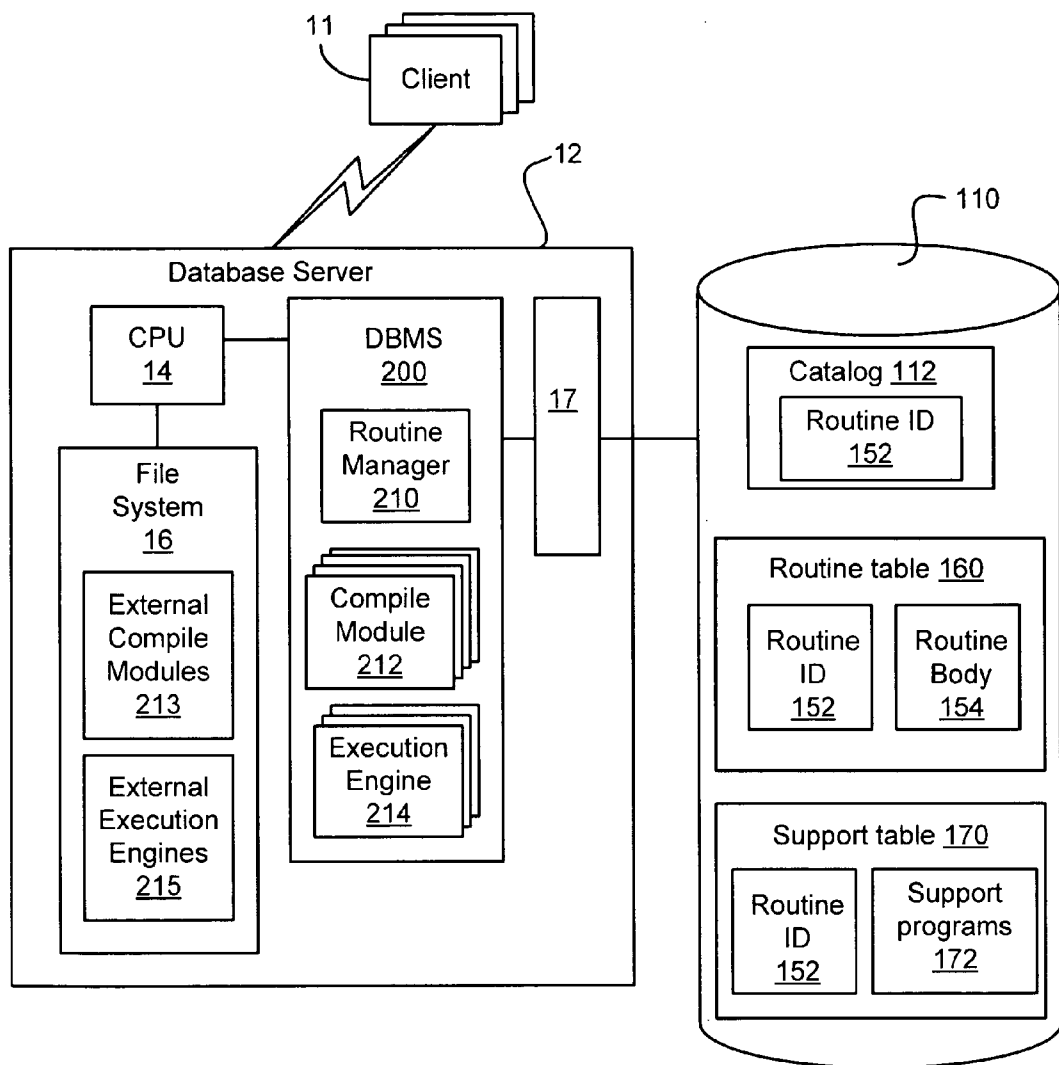 11
Client
12
110
Database Server
CPU
14
DBMS
200
17
Catalog 112
Routine ID
152
Routine
Manager
210
File
System
16
Routine table 160
External
Compile
Modules
213
Compile
Module
212
Routine
ID
152
Routine
Body
154
External
Execution
Engines
215
Execution
Engine
214
Support table 170
Routine
ID
152
Support
programs
172